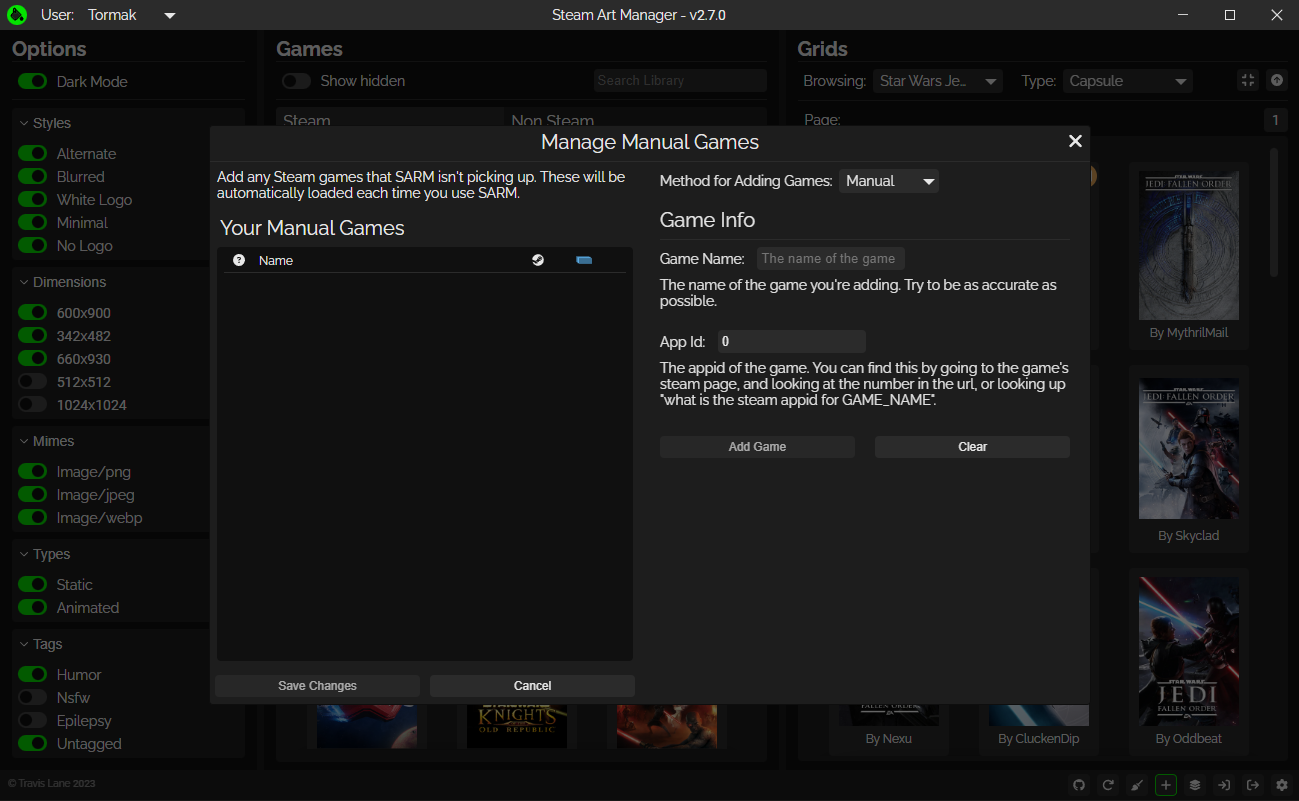 User: Tormak
Steam Art Manager - v2.7.0
Options
Dark Mode
Styles
Alternate
Blurred
White Logo
Minimal
No Logo
Dimensions
600x900
342x482
660x930
512x512
1024x1024
Mimes
Image/png
Image/jpeg
Image/webp
Types
Static
Animated
Tags
Humor
Nsfw
Epilepsy
Untagged
© Travis Lane 2023
Games
Show hidden
Search Library
Steam
Non Steam
KNIGHTS
OLD REPUBLIC
Grids
Browsing: Star Wars Je...
Type: Capsule
Page:
1
Manage Manual Games
Add any Steam games that SARM isn't picking up. These will be
automatically loaded each time you use SARM.
Your Manual Games
Name
Save Changes
Cancel
Method for Adding Games: Manual
Game Info
Game Name: The name of the game
The name of the game you're adding. Try to be as accurate as
possible.
App Id: 0
The appid of the game. You can find this by going to the game's
steam page, and looking at the number in the url, or looking up
"what is the steam appid for GAME_NAME".
Add Game
Clear
STAR WARS
JEDI: FALLEN ORDER
By MythrilMail
STAR WARS
JEDI: FALLEN ORDER
By Skyclad
STAR WARS
JEDI
FALLEN ORDER
By Oddbeat
FALLEN ORDER
By Nexu
By CluckenDip